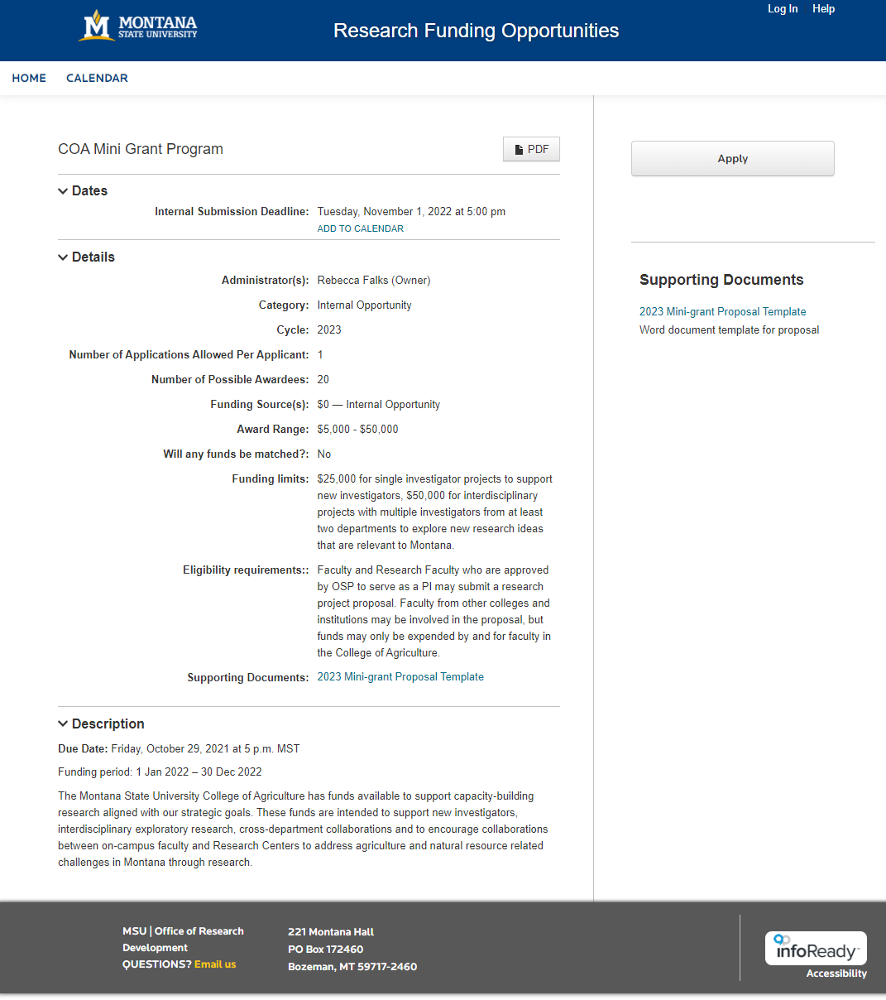 Log In Help
MONTANA
STATE UNIVERSITY
Research Funding Opportunities
HOME CALENDAR
COA Mini Grant Program
PDF
Apply
Dates
Internal Submission Deadline: Tuesday, November 1, 2022 at 5:00 pm
ADD TO CALENDAR
Details
Administrator(s): Rebecca Falks (Owner)
Category: Internal Opportunity
Cycle: 2023
Number of Applications Allowed Per Applicant: 1
Number of Possible Awardees: 20
Funding Source(s): $0 — Internal Opportunity
Award Range: $5,000 - $50,000
Will any funds be matched?: No
Funding limits: $25,000 for single investigator projects to support
new investigators, $50,000 for interdisciplinary
projects with multiple investigators from at least
two departments to explore new research ideas
that are relevant to Montana.
Eligibility requirements:: Faculty and Research Faculty who are approved
by OSP to serve as a PI may submit a research
project proposal. Faculty from other colleges and
institutions may be involved in the proposal, but
funds may only be expended by and for faculty in
the College of Agriculture.
Supporting Documents: 2023 Mini-grant Proposal Template
Description
Due Date: Friday, October 29, 2021 at 5 p.m. MST
Funding period: 1 Jan 2022 – 30 Dec 2022
The Montana State University College of Agriculture has funds available to support capacity-building
research aligned with our strategic goals. These funds are intended to support new investigators,
interdisciplinary exploratory research, cross-department collaborations and to encourage collaborations
between on-campus faculty and Research Centers to address agriculture and natural resource related
challenges in Montana through research.
Supporting Documents
2023 Mini-grant Proposal Template
Word document template for proposal
MSU | Office of Research
Development
QUESTIONS? Email us
221 Montana Hall
PO Box 172460
Bozeman, MT 59717-2460
infoReady™
Accessibility